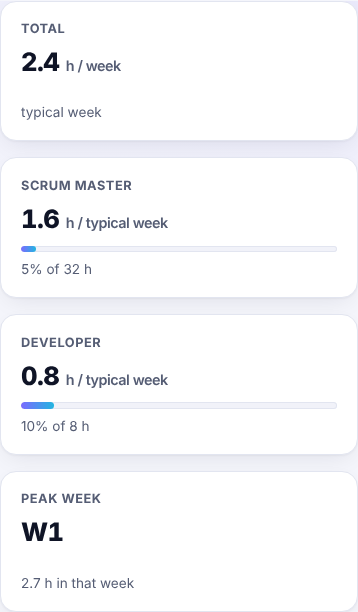 TOTAL
2.4 h / week
typical week
SCRUM MASTER
1.6 h / typical week
5% of 32 h
DEVELOPER
0.8 h / typical week
10% of 8 h
PEAK WEEK
W1
2.7 h in that week